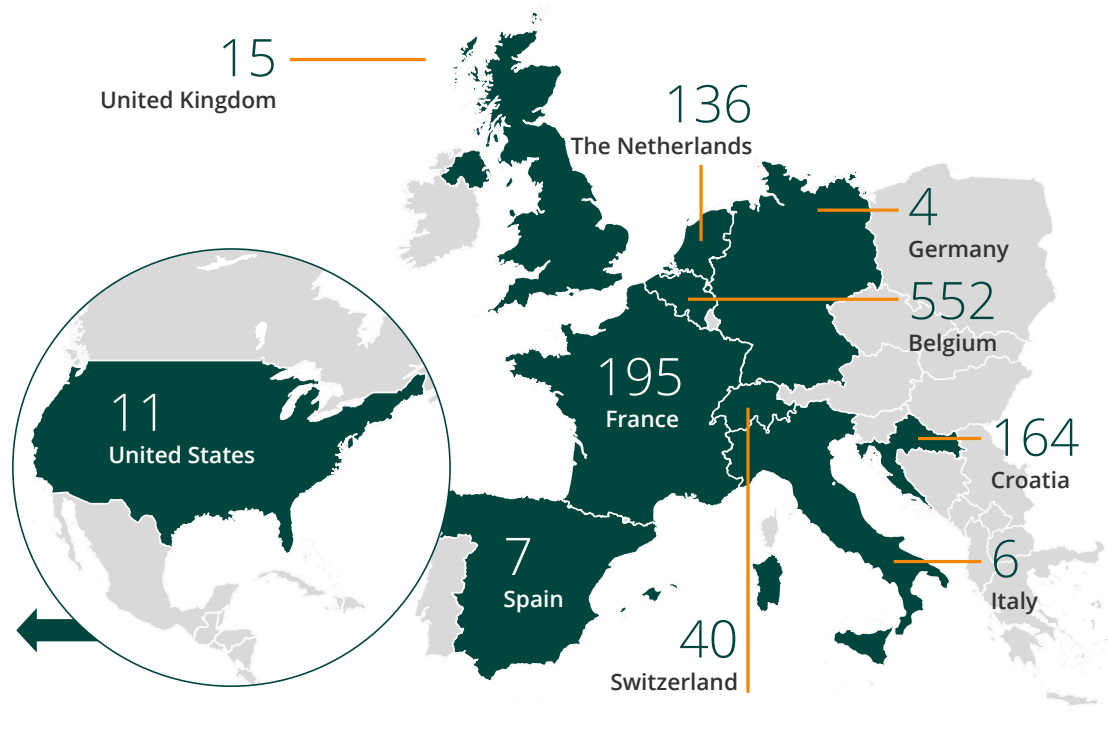 15
United Kingdom
136
The Netherlands
4
Germany
552
Belgium
195
France
11
United States
164
Croatia
7
Spain
6
Italy
40
Switzerland